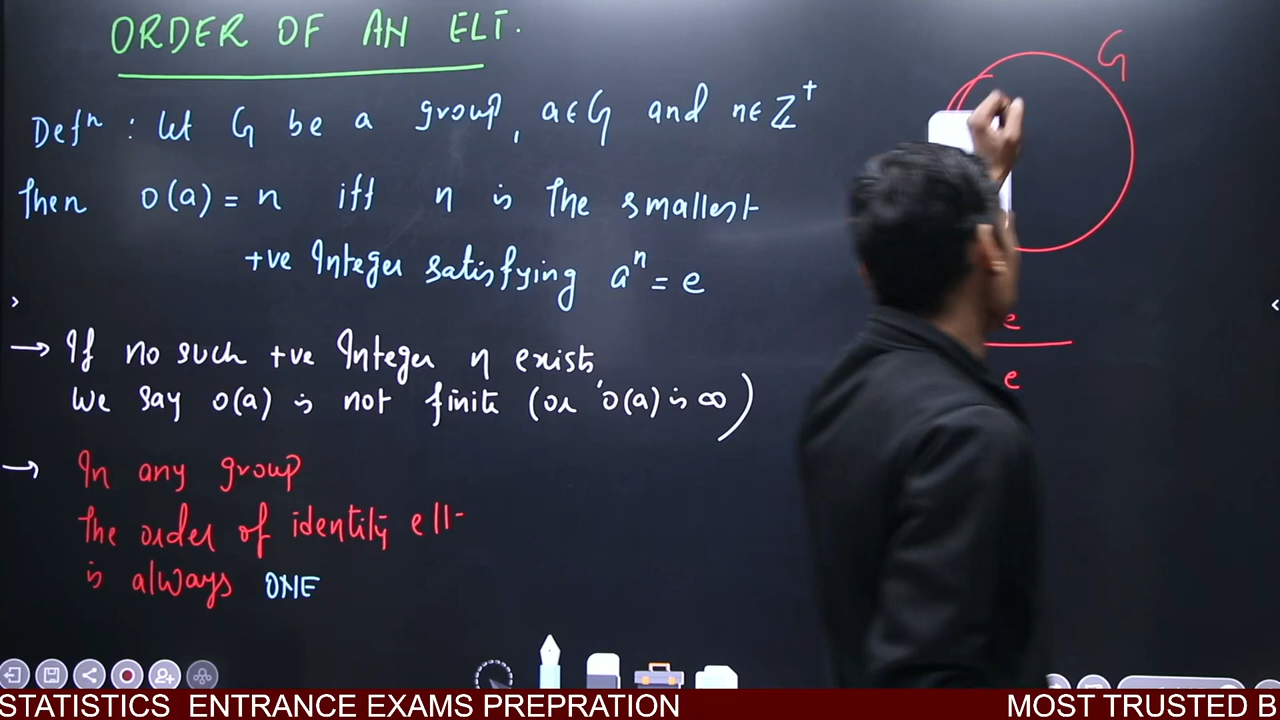 ORDER OF AN ELT.
G
Defⁿ : let G be a group, a∈G and n∈Z⁺
then o(a) = n iff n is the smallest
+ve Integer satisfying aⁿ = e
→ If no such +ve Integer n exists,
we say o(a) is not finite (or o(a) is ∞)
e
e
→ In any group
the order of identity elt
is always ONE
STATISTICS ENTRANCE EXAMS PREPRATION
MOST TRUSTED B